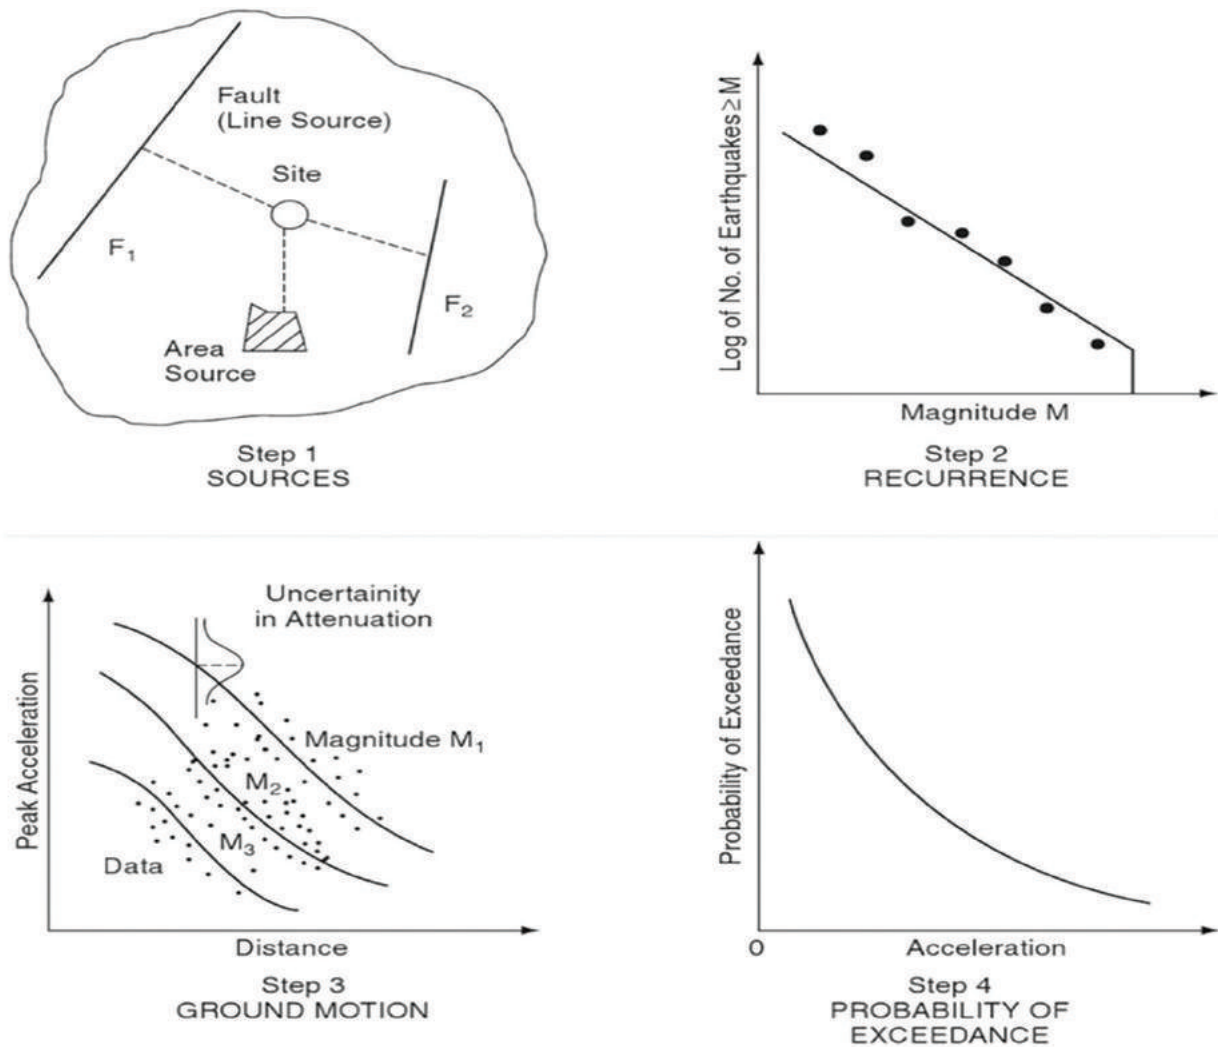 Fault
(Line Source)
Site
F1
F2
Area
Source
Step 1
SOURCES
Log of No. of Earthquakes ≥ M
Magnitude M
Step 2
RECURRENCE
Uncertainity
in Attenuation
Peak Acceleration
Magnitude M1
M2
M3
Data
Distance
Step 3
GROUND MOTION
Probability of Exceedance
0
Acceleration
Step 4
PROBABILITY OF
EXCEEDANCE